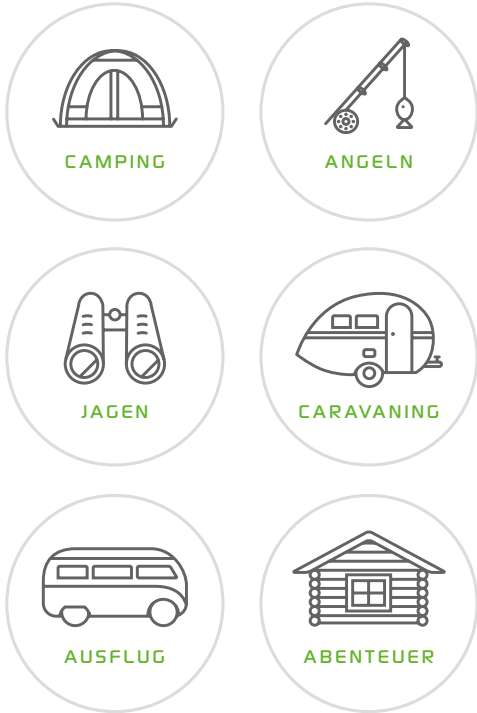 CAMPING
ANGELN
JAGEN
CARAVANING
AUSFLUG
ABENTEUER